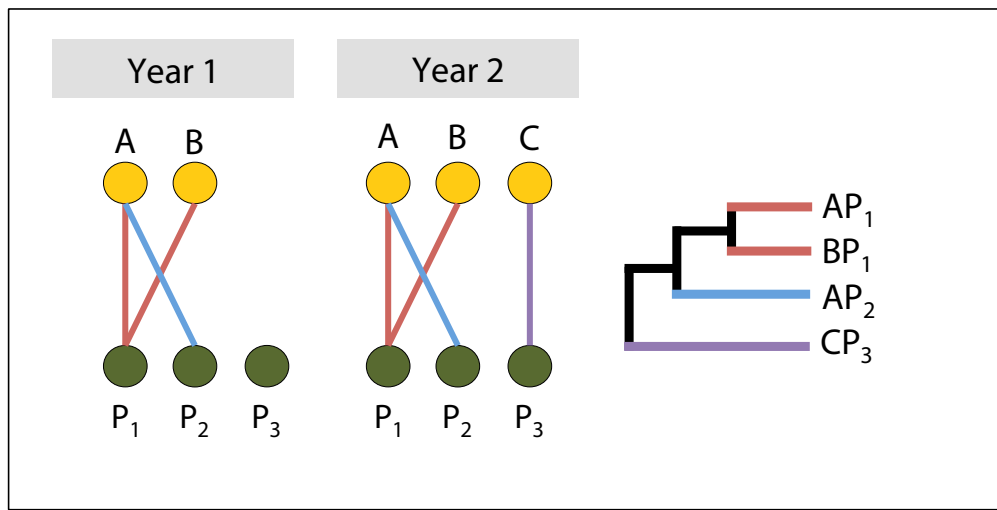 Year 1
Year 2
A B
A B C
P1 P2 P3
P1 P2 P3
AP1
BP1
AP2
CP3